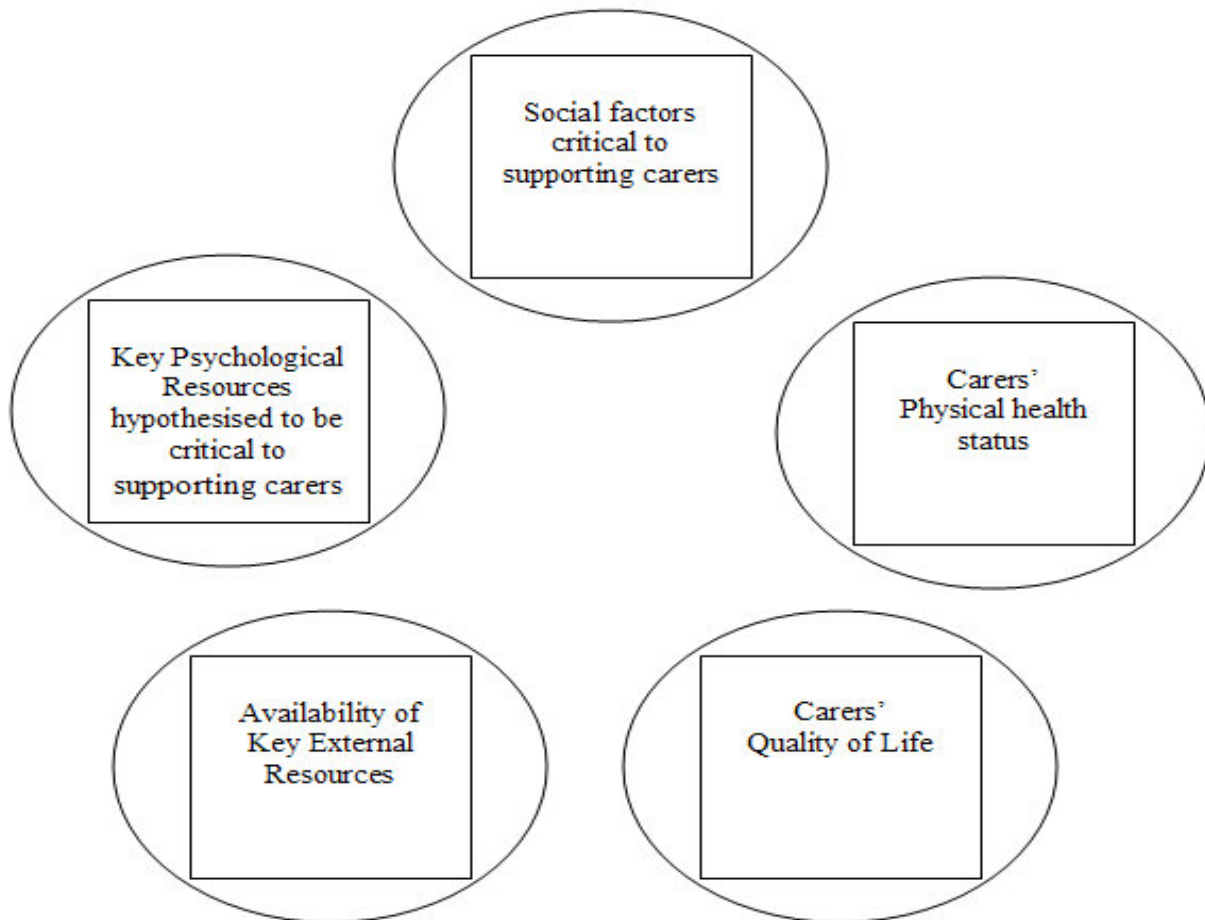 Social factors
critical to
supporting carers
Key Psychological
Resources
hypothesised to be
critical to
supporting carers
Carers’
Physical health
status
Availability of
Key External
Resources
Carers’
Quality of Life